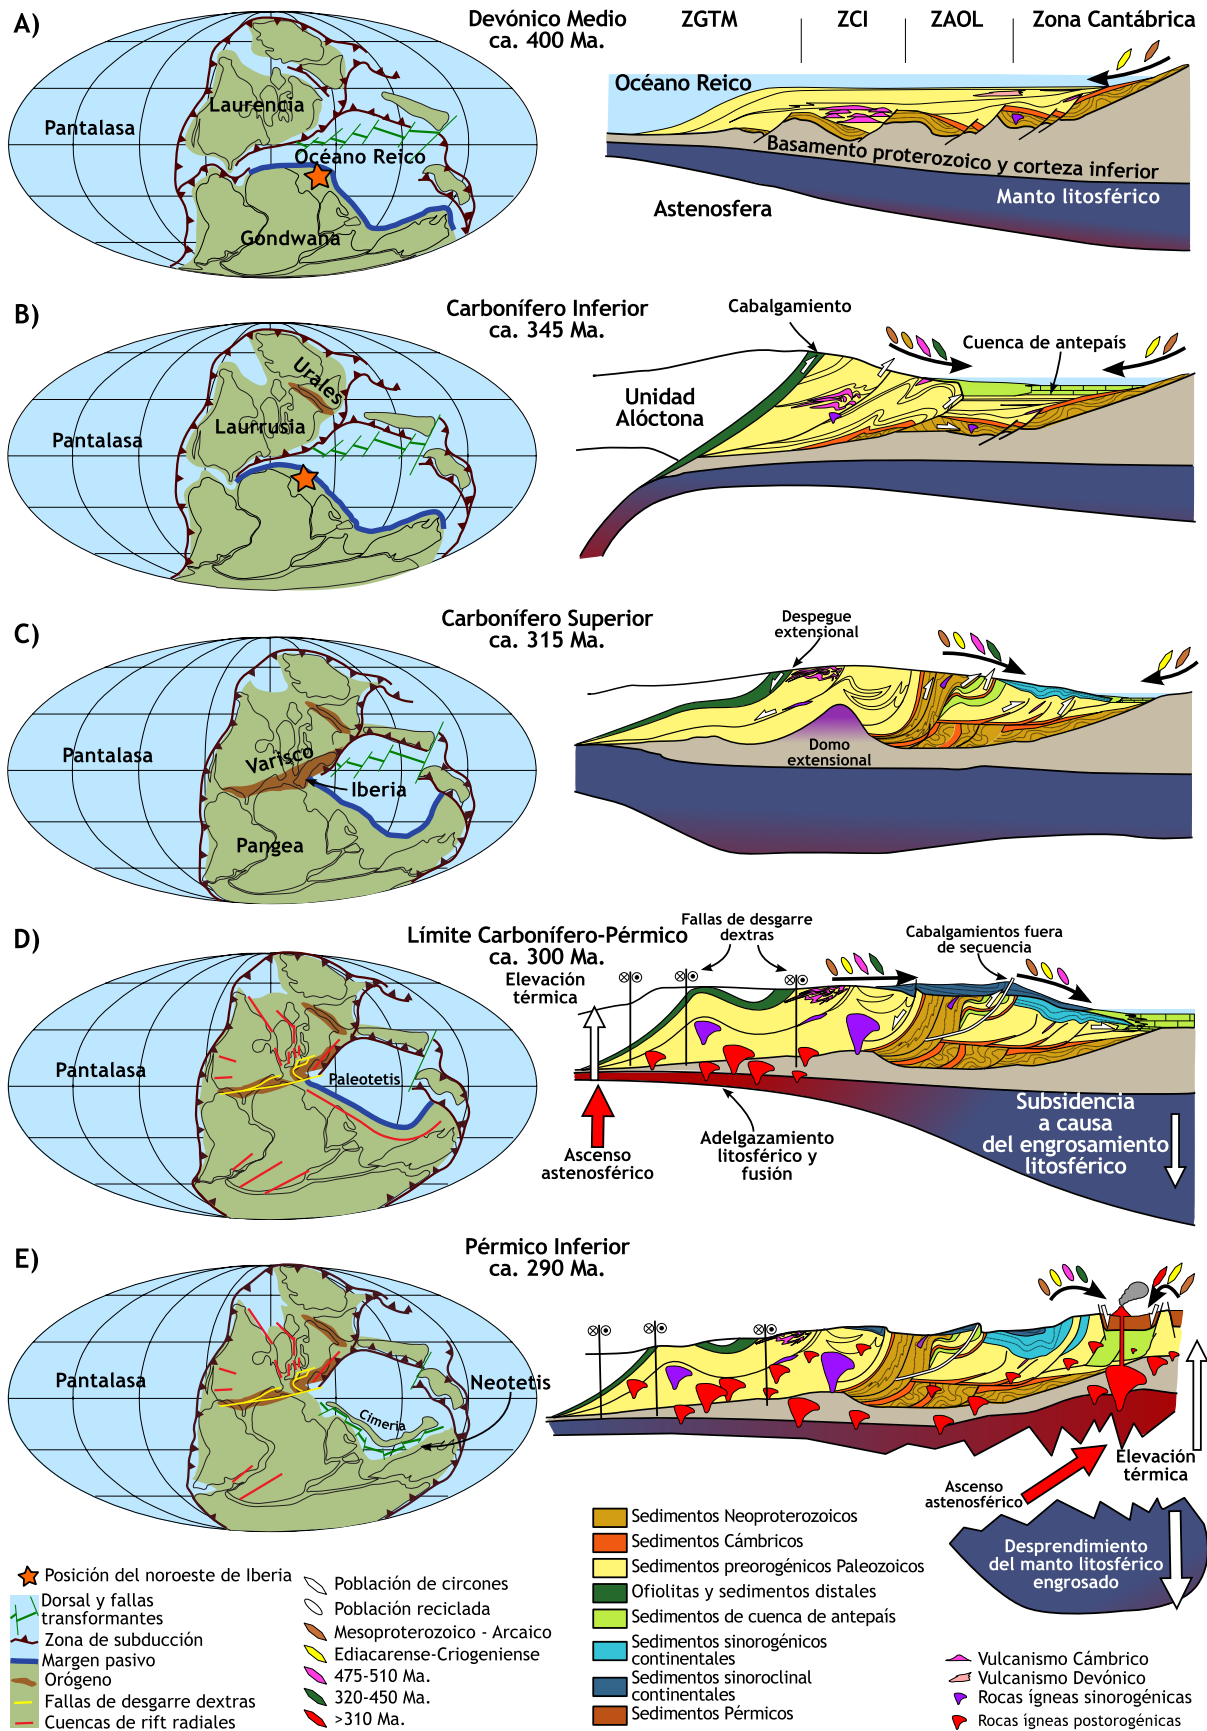 A)
Devónico Medio
ca. 400 Ma.
ZGTM
ZCI
ZAOL
Zona Cantábrica
Pantalasa
Laurencia
Océano Reico
Gondwana
Océano Reico
Basamento proterozoico y corteza inferior
Manto litosférico
Astenosfera
B)
Carbonífero Inferior
ca. 345 Ma.
Pantalasa
Urales
Laurrusia
Cabalgamiento
Cuenca de antepaís
Unidad
Alóctona
C)
Carbonífero Superior
ca. 315 Ma.
Pantalasa
Varisco
Iberia
Pangea
Despegue
extensional
Domo
extensional
D)
Límite Carbonífero-Pérmico
ca. 300 Ma.
Pantalasa
Paleotetis
Elevación
térmica
Fallas de desgarre
dextras
Cabalgamientos fuera
de secuencia
Ascenso
astenosférico
Adelgazamiento
litosférico y
fusión
Subsidencia
a causa
del engrosamiento
litosférico
E)
Pérmico Inferior
ca. 290 Ma.
Pantalasa
Neotetis
Cimeria
Elevación
térmica
Ascenso
astenosférico
Desprendimiento
del manto litosférico
engrosado
Posición del noroeste de Iberia
Dorsal y fallas
transformantes
Zona de subducción
Margen pasivo
Orógeno
Fallas de desgarre dextras
Cuencas de rift radiales
Población de circones
Población reciclada
Mesoproterozoico - Arcaico
Ediacarense-Criogeniense
475-510 Ma.
320-450 Ma.
>310 Ma.
Sedimentos Neoproterozoicos
Sedimentos Cámbricos
Sedimentos preorogénicos Paleozoicos
Ofiolitas y sedimentos distales
Sedimentos de cuenca de antepaís
Sedimentos sinorogénicos
continentales
Sedimentos sinoroclinal
continentales
Sedimentos Pérmicos
Vulcanismo Cámbrico
Vulcanismo Devónico
Rocas ígneas sinorogénicas
Rocas ígneas postorogénicas